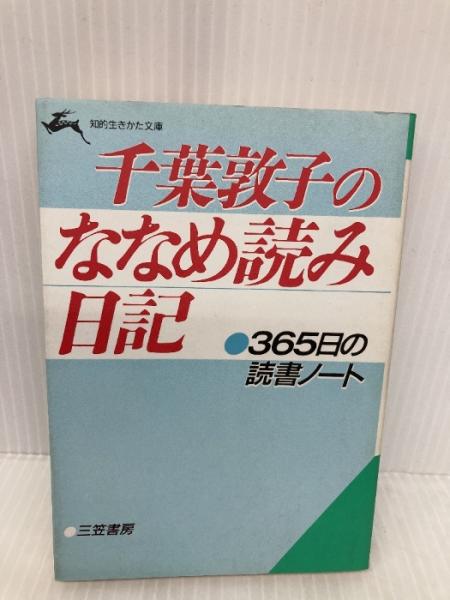 知的生きかた文庫
千葉敦子の
ななめ読み
日記
●365日の
読書ノート
●三笠書房